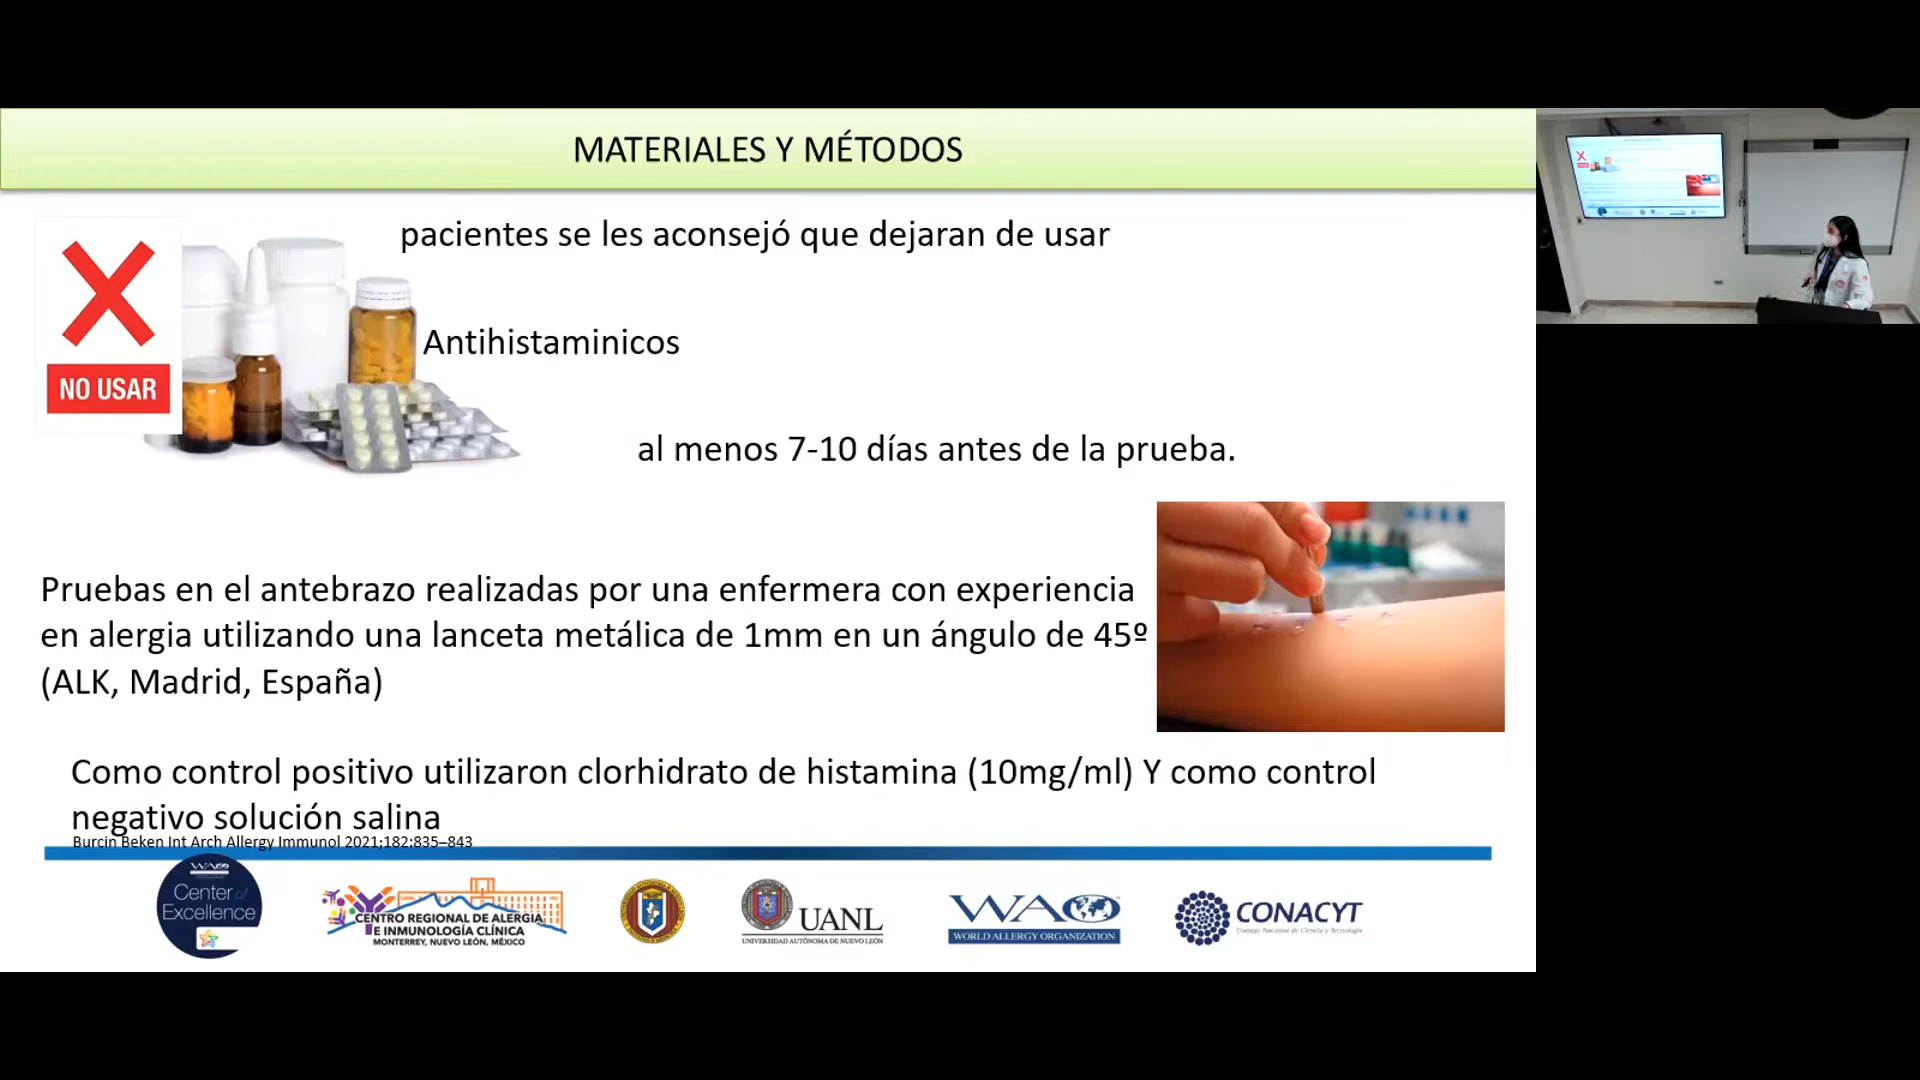 MATERIALES Y MÉTODOS
pacientes se les aconsejó que dejaran de usar
NO USAR
Antihistaminicos
al menos 7-10 días antes de la prueba.
Pruebas en el antebrazo realizadas por una enfermera con experiencia
en alergia utilizando una lanceta metálica de 1mm en un ángulo de 45º
(ALK, Madrid, España)
Como control positivo utilizaron clorhidrato de histamina (10mg/ml) Y como control
negativo solución salina
Burcin Beken Int Arch Allergy Immunol 2021;182:835–843
WAO
Center of
Excellence
CENTRO REGIONAL DE ALERGIA
E INMUNOLOGÍA CLÍNICA
MONTERREY, NUEVO LEÓN, MÉXICO
UANL
UNIVERSIDAD AUTÓNOMA DE NUEVO LEÓN
WAO
WORLD ALLERGY ORGANIZATION
CONACYT
Consejo Nacional de Ciencia y Tecnología